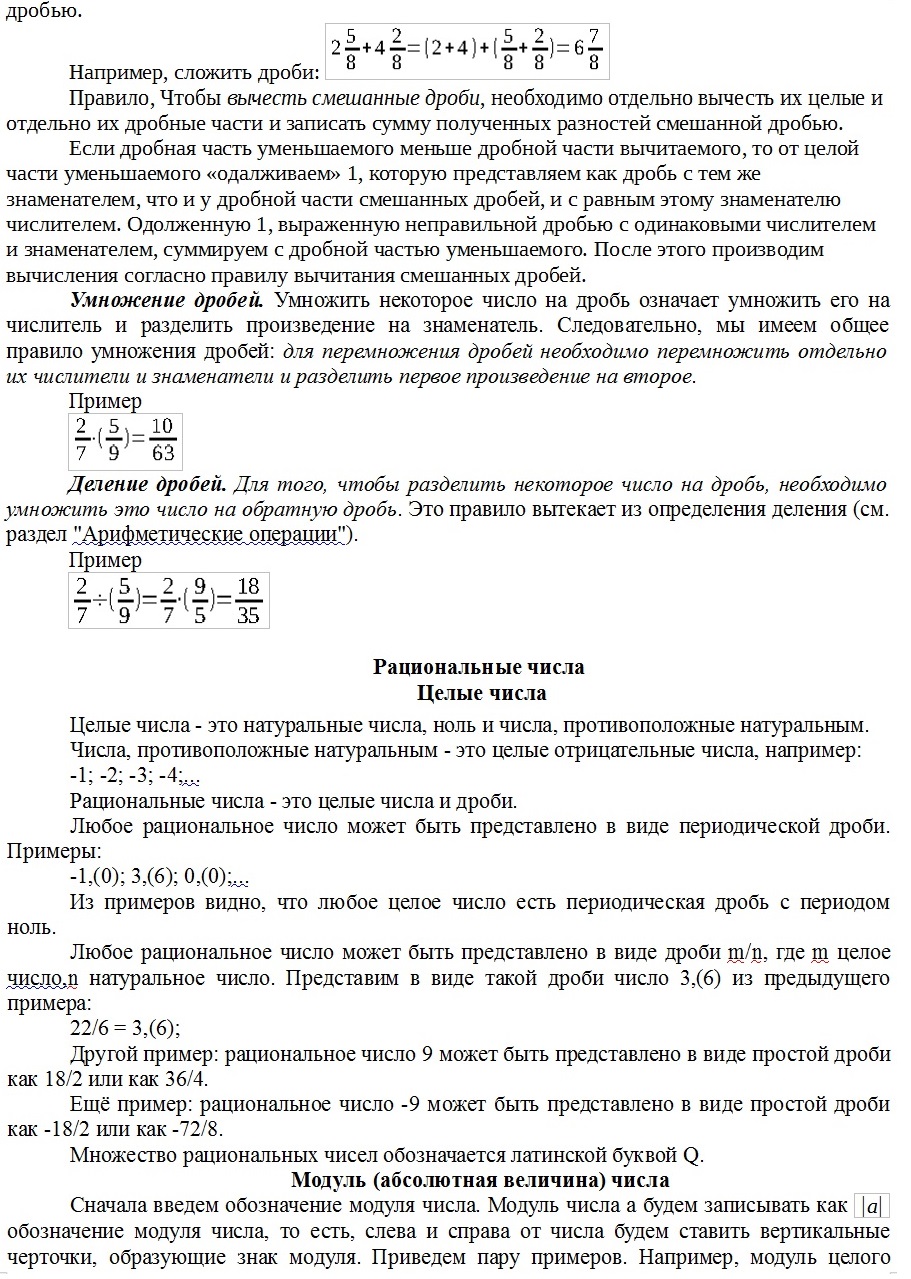 дробью.
Например, сложить дроби: 2 5/8 + 4 2/8 = (2+4) + (5/8 + 2/8) = 6 7/8
Правило, Чтобы вычесть смешанные дроби, необходимо отдельно вычесть их целые и
отдельно их дробные части и записать сумму полученных разностей смешанной дробью.
Если дробная часть уменьшаемого меньше дробной части вычитаемого, то от целой
части уменьшаемого «одалживаем» 1, которую представляем как дробь с тем же
знаменателем, что и у дробной части смешанных дробей, и с равным этому знаменателю
числителем. Одолженную 1, выраженную неправильной дробью с одинаковыми числителем
и знаменателем, суммируем с дробной частью уменьшаемого. После этого производим
вычисления согласно правилу вычитания смешанных дробей.
Умножение дробей. Умножить некоторое число на дробь означает умножить его на
числитель и разделить произведение на знаменатель. Следовательно, мы имеем общее
правило умножения дробей: для перемножения дробей необходимо перемножить отдельно
их числители и знаменатели и разделить первое произведение на второе.
Пример
2/7 · (5/9) = 10/63
Деление дробей. Для того, чтобы разделить некоторое число на дробь, необходимо
умножить это число на обратную дробь. Это правило вытекает из определения деления (см.
раздел "Арифметические операции").
Пример
2/7 ÷ (5/9) = 2/7 · (9/5) = 18/35
Рациональные числа
Целые числа
Целые числа - это натуральные числа, ноль и числа, противоположные натуральным.
Числа, противоположные натуральным - это целые отрицательные числа, например:
-1; -2; -3; -4;...
Рациональные числа - это целые числа и дроби.
Любое рациональное число может быть представлено в виде периодической дроби.
Примеры:
-1,(0); 3,(6); 0,(0);...
Из примеров видно, что любое целое число есть периодическая дробь с периодом
ноль.
Любое рациональное число может быть представлено в виде дроби m/n, где m целое
число,n натуральное число. Представим в виде такой дроби число 3,(6) из предыдущего
примера:
22/6 = 3,(6);
Другой пример: рациональное число 9 может быть представлено в виде простой дроби
как 18/2 или как 36/4.
Ещё пример: рациональное число -9 может быть представлено в виде простой дроби
как -18/2 или как -72/8.
Множество рациональных чисел обозначается латинской буквой Q.
Модуль (абсолютная величина) числа
Сначала введем обозначение модуля числа. Модуль числа а будем записывать как |a|
обозначение модуля числа, то есть, слева и справа от числа будем ставить вертикальные
черточки, образующие знак модуля. Приведем пару примеров. Например, модуль целого